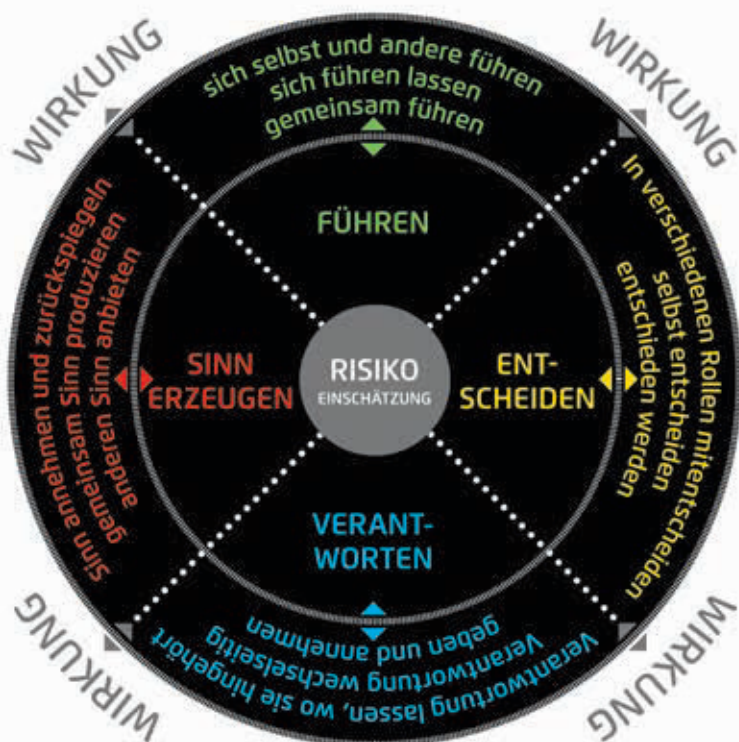 WIRKUNG
WIRKUNG
sich selbst und andere führen
sich führen lassen
gemeinsam führen
FÜHREN
Sinn annehmen und zurückspiegeln
gemeinsam Sinn produzieren
anderen Sinn anbieten
SINN
ERZEUGEN
RISIKO
EINSCHÄTZUNG
ENT-
SCHEIDEN
In verschiedenen Rollen mitentscheiden
selbst entscheiden
entschieden werden
VERANT-
WORTEN
Verantwortung lassen, wo sie hingehört
Verantwortung wechselseitig
geben und annehmen
WIRKUNG
WIRKUNG